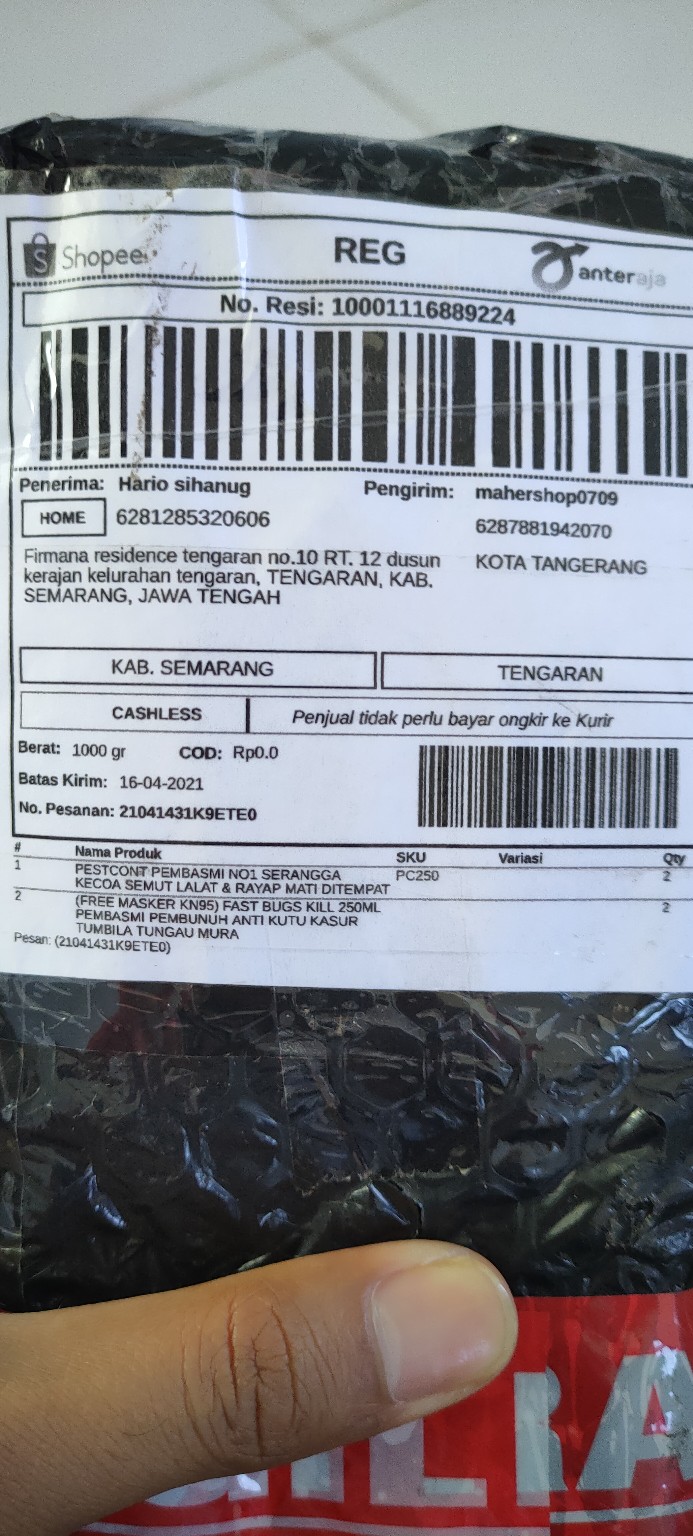 Shopee
REG
anteraja
No. Resi: 10001116889224
Penerima: Hario sihanug
HOME 6281285320606
Firmana residence tengaran no.10 RT. 12 dusun
kerajan kelurahan tengaran, TENGARAN, KAB.
SEMARANG, JAWA TENGAH
Pengirim: mahershop0709
6287881942070
KOTA TANGERANG
KAB. SEMARANG TENGARAN
CASHLESS Penjual tidak perlu bayar ongkir ke Kurir
Berat: 1000 gr COD: Rp0.0
Batas Kirim: 16-04-2021
No. Pesanan: 21041431K9ETE0
# Nama Produk SKU Variasi Qty
1 PESTCONT PEMBASMI NO1 SERANGGA PC250 2
KECOA SEMUT LALAT & RAYAP MATI DITEMPAT
2 (FREE MASKER KN95) FAST BUGS KILL 250ML 2
PEMBASMI PEMBUNUH ANTI KUTU KASUR
TUMBILA TUNGAU MURA
Pesan: (21041431K9ETE0)